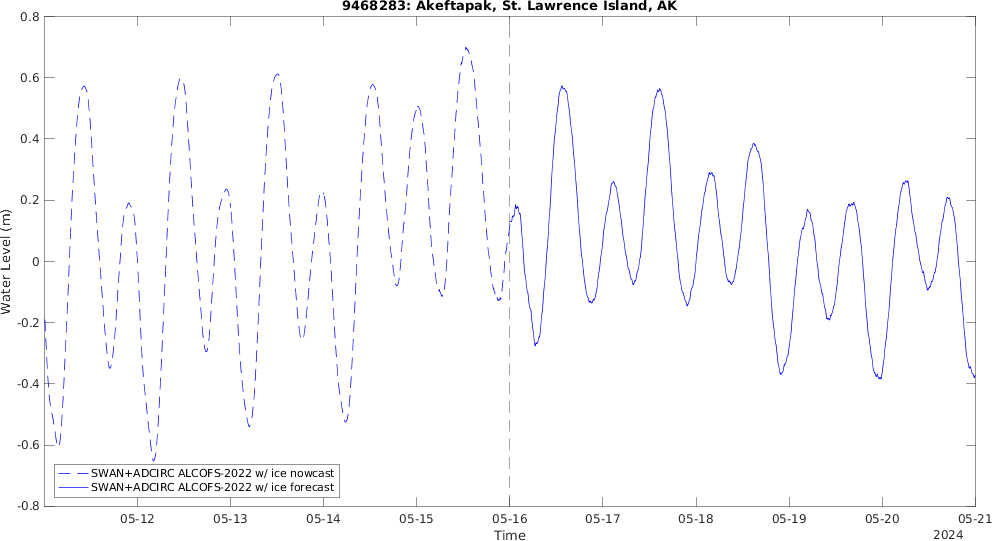 9468283: Akeftapak, St. Lawrence Island, AK
Water Level (m)
0.8
0.6
0.4
0.2
0
-0.2
-0.4
-0.6
-0.8
SWAN+ADCIRC ALCOFS-2022 w/ ice nowcast
SWAN+ADCIRC ALCOFS-2022 w/ ice forecast
05-12 05-13 05-14 05-15 05-16 05-17 05-18 05-19 05-20 05-21
Time
2024